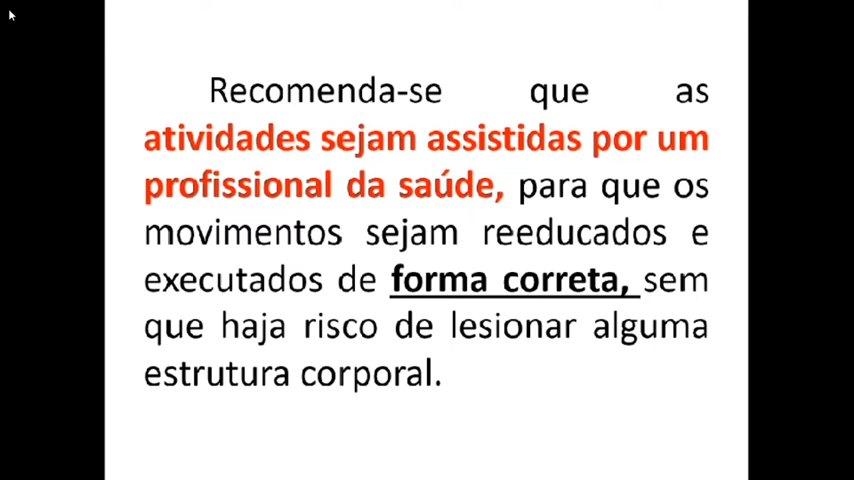 Recomenda-se que as
atividades sejam assistidas por um
profissional da saúde, para que os
movimentos sejam reeducados e
executados de forma correta, sem
que haja risco de lesionar alguma
estrutura corporal.